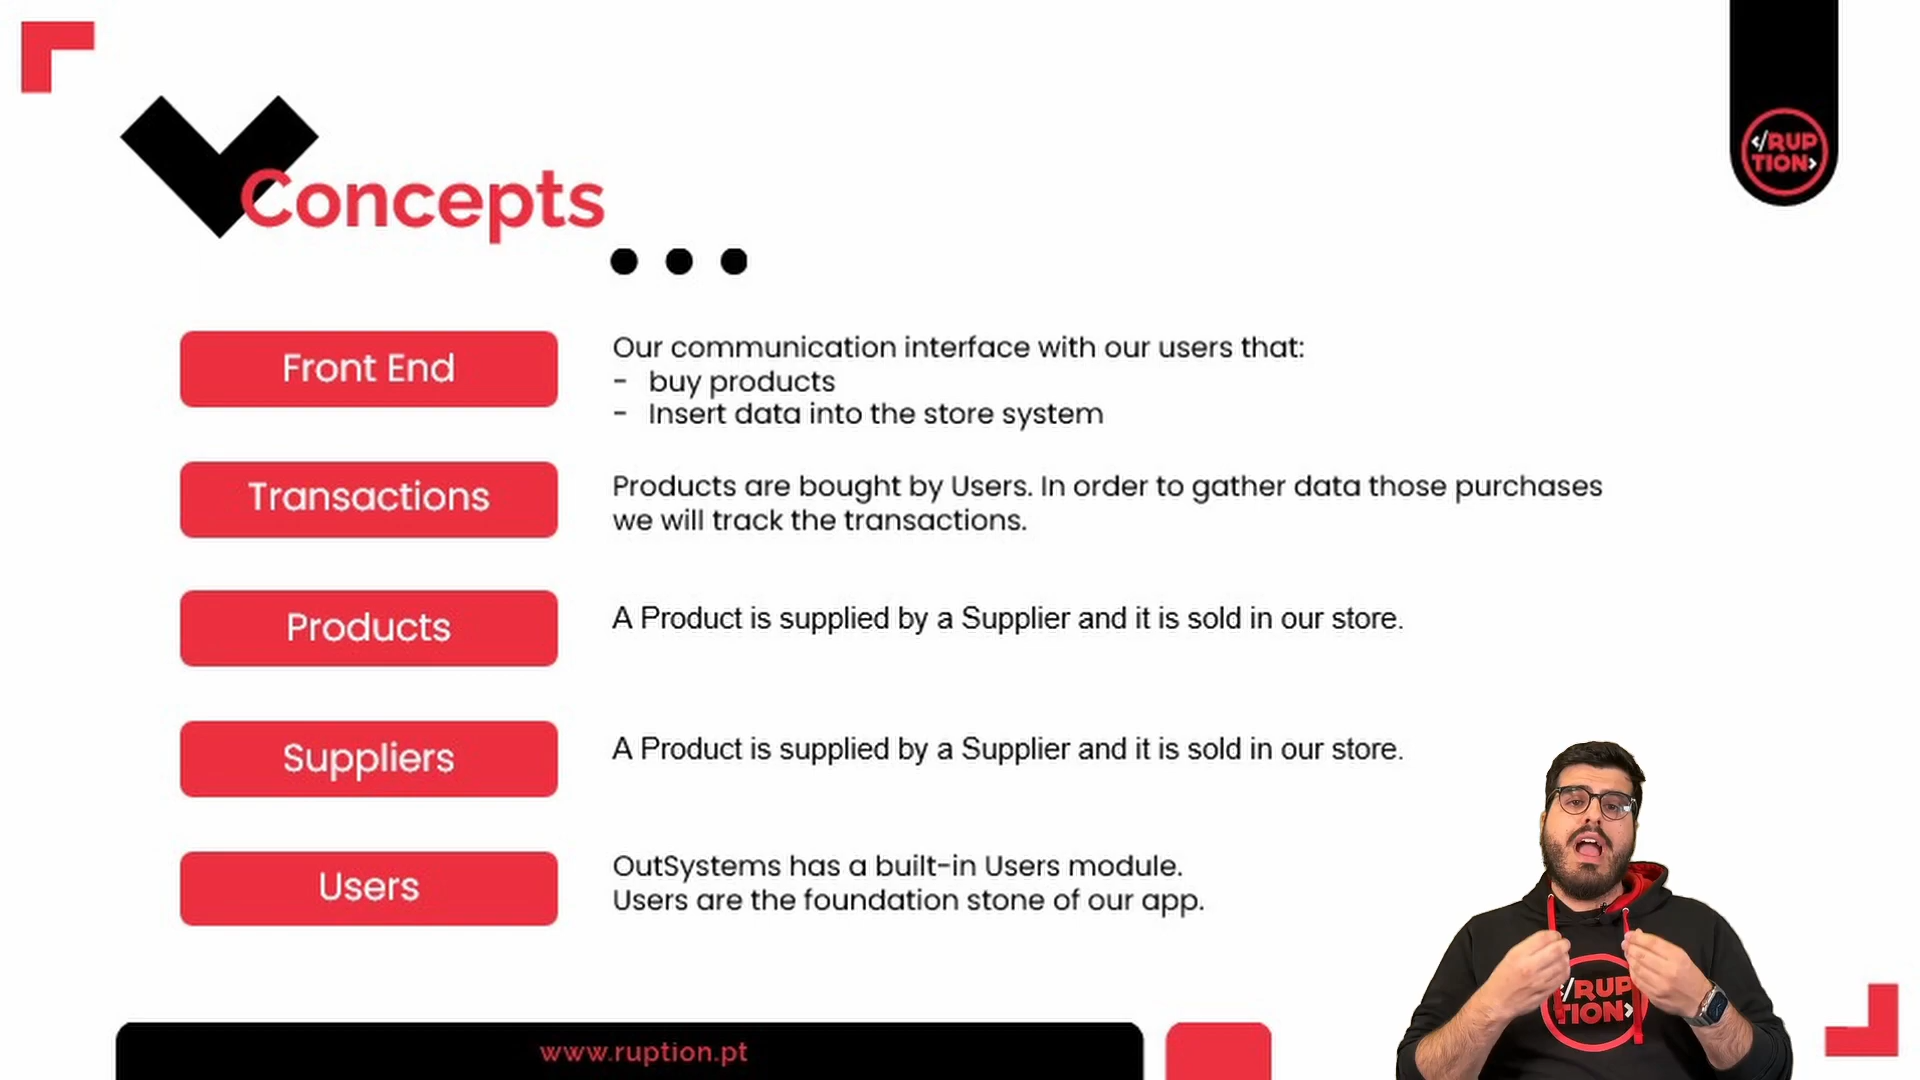 </RUP
TION>
Concepts
Front End
Our communication interface with our users that:
- buy products
- Insert data into the store system
Transactions
Products are bought by Users. In order to gather data those purchases
we will track the transactions.
Products
A Product is supplied by a Supplier and it is sold in our store.
Suppliers
A Product is supplied by a Supplier and it is sold in our store.
Users
OutSystems has a built-in Users module.
Users are the foundation stone of our app.
</RUP
TION>
www.ruption.pt